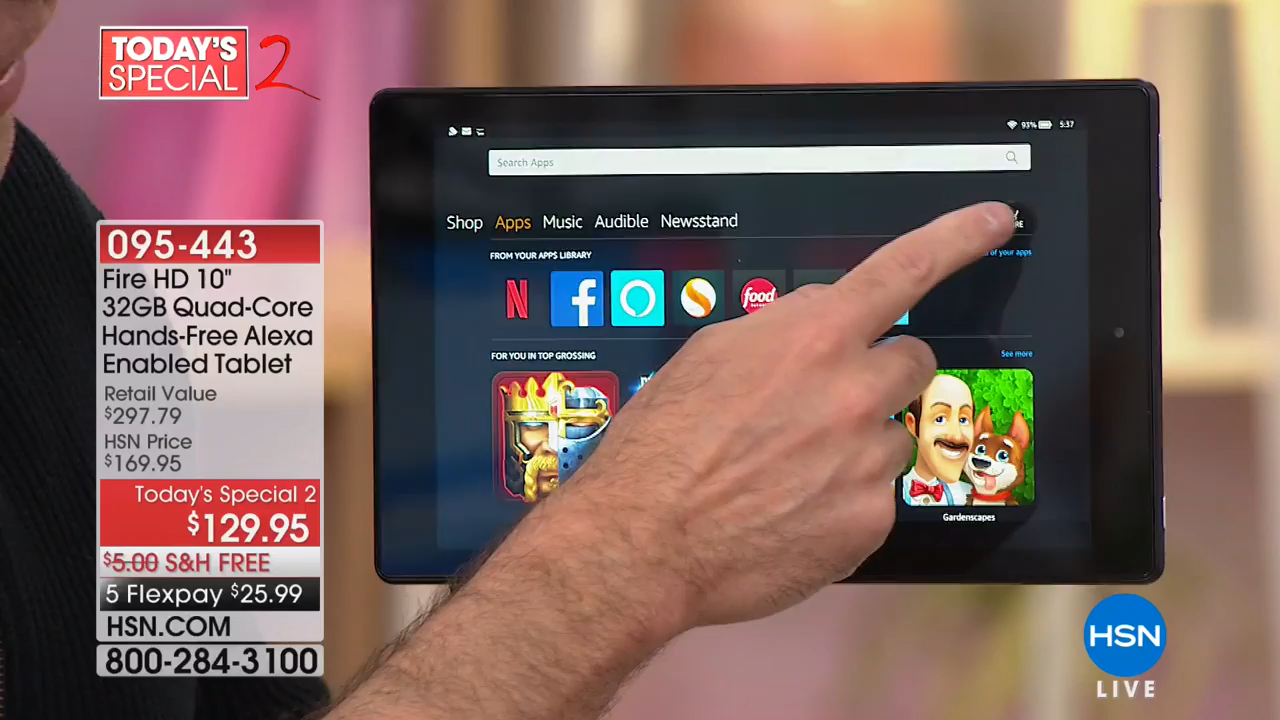 TODAY'S
SPECIAL 2
095-443
Fire HD 10"
32GB Quad-Core
Hands-Free Alexa
Enabled Tablet
Retail Value
$297.79
HSN Price
$169.95
Today's Special 2
$129.95
$5.00 S&H FREE
5 Flexpay $25.99
HSN.COM
800-284-3100
93% 5:37
Search Apps
Shop Apps Music Audible Newsstand
FROM YOUR APPS LIBRARY
of your apps
N f food
FOR YOU IN TOP GROSSING
See more
Gardenscapes
HSN
LIVE